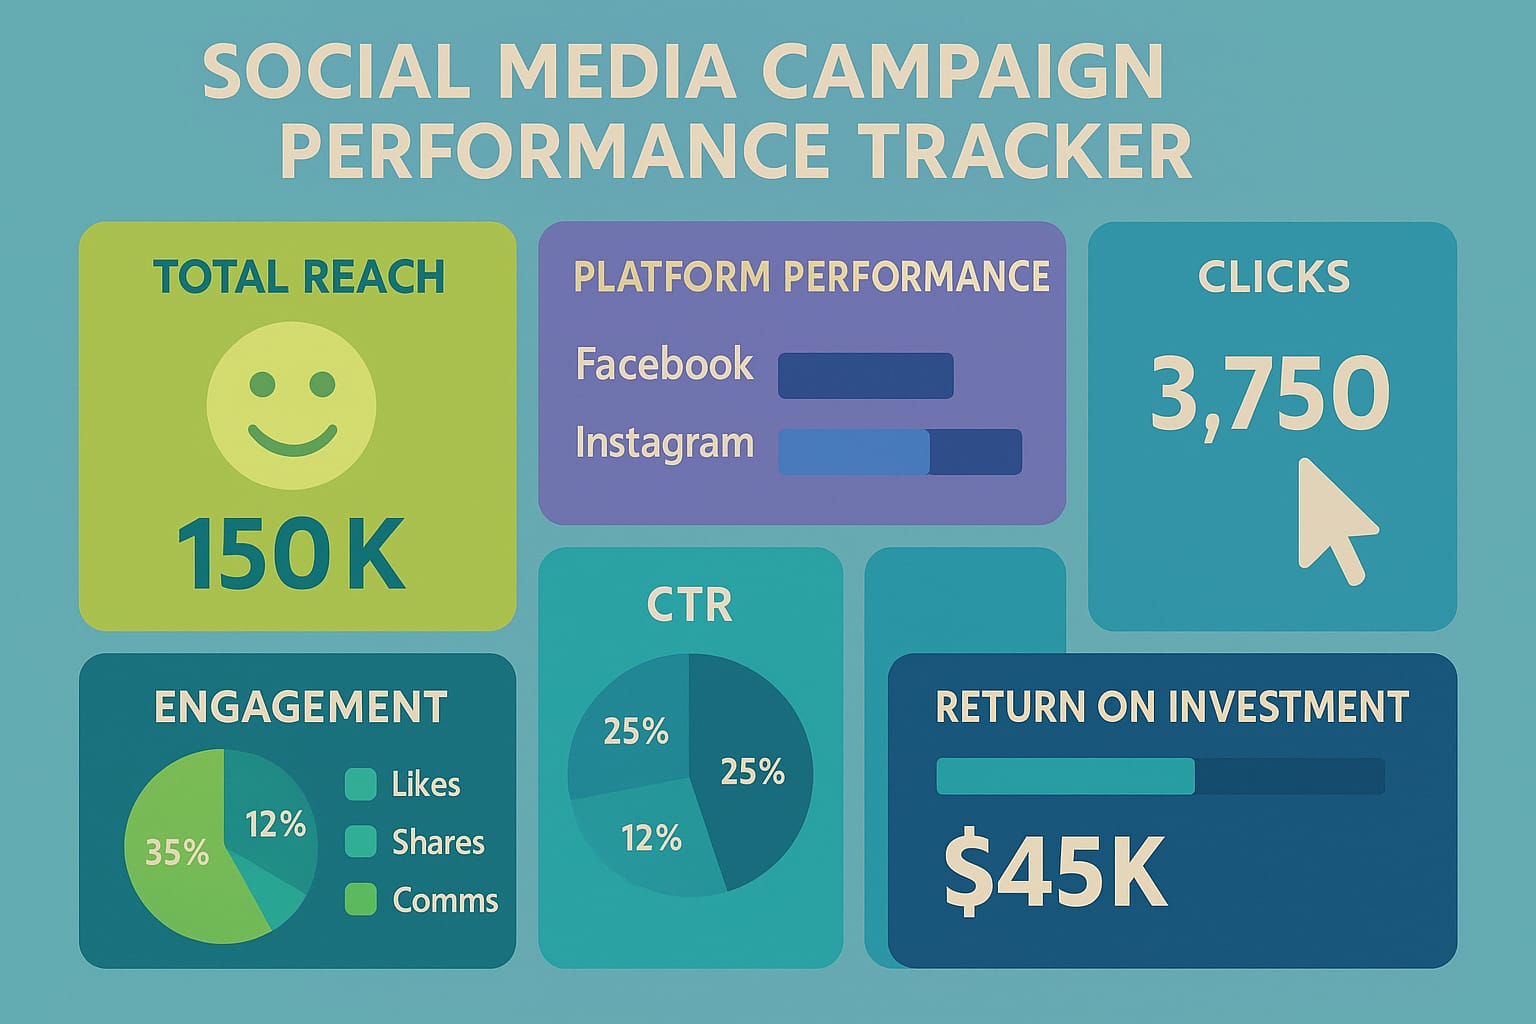 SOCIAL MEDIA CAMPAIGN
PERFORMANCE TRACKER
TOTAL REACH
150K
PLATFORM PERFORMANCE
Facebook
Instagram
CLICKS
3,750
ENGAGEMENT
35%
12%
Likes
Shares
Comms
CTR
25%
25%
12%
RETURN ON INVESTMENT
$45K